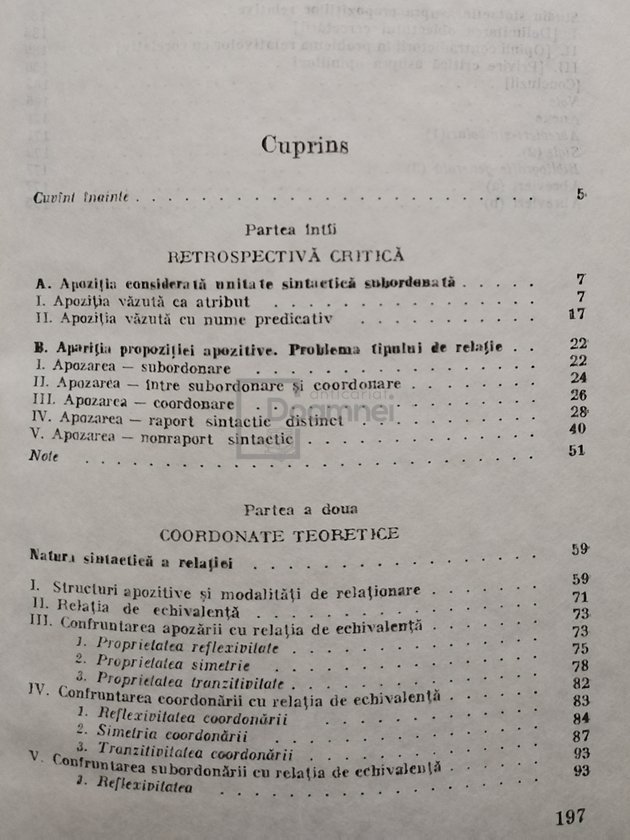 Cuprins
Cuvînt înainte . . . . . . . . . . . . . . . . . . . . . . 5
Partea întîi
RETROSPECTIVĂ CRITICĂ
A. Apoziția considerată unitate sintactică subordonată . . . . . 7
I. Apoziția văzută ca atribut . . . . . . . . . . . . . 7
II. Apoziția văzută cu nume predicativ . . . . . . . . . 17
B. Apariția propoziției apozitive. Problema tipului de relație . . 22
I. Apozarea — subordonare . . . . . . . . . . . . . 22
II. Apozarea — între subordonare și coordonare . . . . . . 24
III. Apozarea — coordonare . . . . . . . . . . . . . 26
IV. Apozarea — raport sintactic distinct . . . . . . . . . 28
V. Apozarea — nonraport sintactic . . . . . . . . . . . 40
Note . . . . . . . . . . . . . . . . . . . . . . 51
anticariat
Doamnei
Partea a doua
COORDONATE TEORETICE
Natura sintactică a relației . . . . . . . . . . . . . . 59
I. Structuri apozitive și modalități de relaționare . . . . . . 59
II. Relația de echivalență . . . . . . . . . . . . . . 71
III. Confruntarea apozării cu relația de echivalență . . . . . 73
1. Proprietatea reflexivitate . . . . . . . . . . . . 73
2. Proprietatea simetrie . . . . . . . . . . . . . 75
3. Proprietatea tranzitivitate . . . . . . . . . . . . 78
IV. Confruntarea coordonării cu relația de echivalență . . . . . 82
1. Reflexivitatea coordonării . . . . . . . . . . . 83
2. Simetria coordonării . . . . . . . . . . . . . 84
3. Tranzitivitatea coordonării . . . . . . . . . . . 87
V. Confruntarea subordonării cu relația de echivalență . . . . . 93
1. Reflexivitatea . . . . . . . . . . . . . . . 93
197